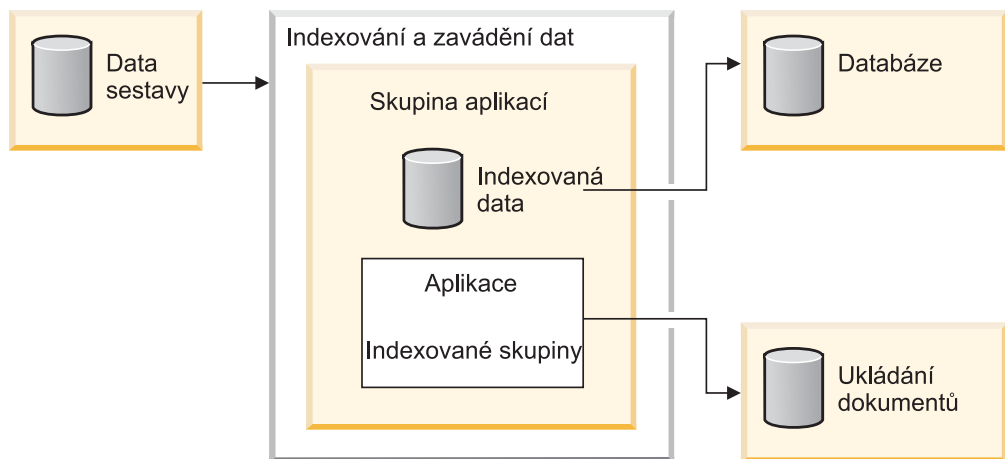 Data
sestavy
Indexování a zavádění dat
Skupina aplikací
Indexovaná
data
Aplikace
Indexované skupiny
Databáze
Ukládání
dokumentů